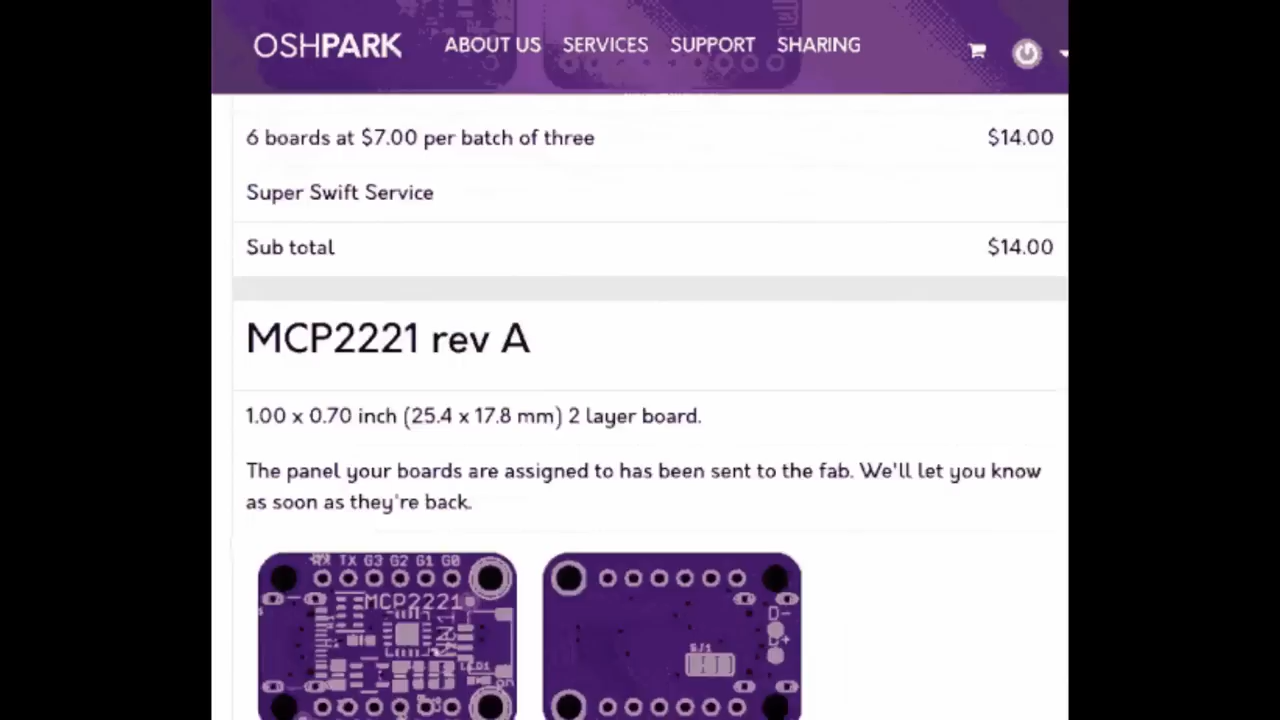 OSHPARK ABOUT US SERVICES SUPPORT SHARING
6 boards at $7.00 per batch of three $14.00
Super Swift Service
Sub total $14.00
MCP2221 rev A
1.00 x 0.70 inch (25.4 x 17.8 mm) 2 layer board.
The panel your boards are assigned to has been sent to the fab. We'll let you know
as soon as they're back.
TX G3 G2 G1 G0
MCP2221
D-
SJ1